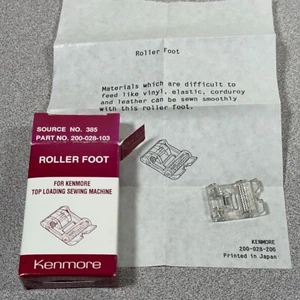 Roller Foot
Materials which are difficult to
feed like vinyl, elastic, corduroy
and leather can be sewn smoothly
with this roller foot.
SOURCE NO. 385
PART NO. 200-028-103
ROLLER FOOT
FOR KENMORE
TOP LOADING SEWING MACHINE
Kenmore
KENMORE
200-028-206
Printed in Japan